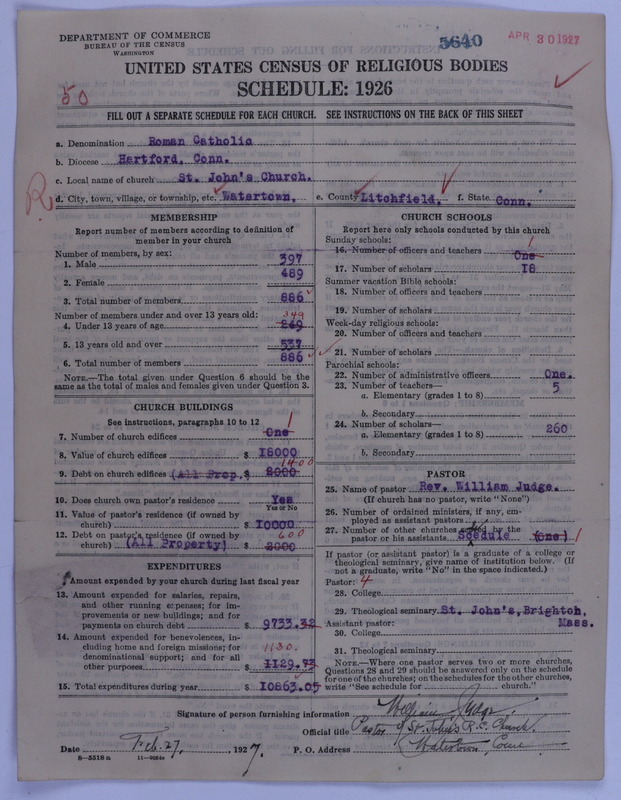 DEPARTMENT OF COMMERCE
BUREAU OF THE CENSUS
WASHINGTON
5640
APR 30 1927
UNITED STATES CENSUS OF RELIGIOUS BODIES
SCHEDULE: 1926
50
FILL OUT A SEPARATE SCHEDULE FOR EACH CHURCH. SEE INSTRUCTIONS ON THE BACK OF THIS SHEET
a. Denomination Roman Catholic
b. Diocese Hartford, Conn.
c. Local name of church St. John's Church.
R
d. City, town, village, or township, etc. Watertown. e. County Litchfield. f. State Conn.
MEMBERSHIP
Report number of members according to definition of
member in your church
Number of members, by sex:
1. Male 397
2. Female 489
3. Total number of members 886
Number of members under and over 13 years old:
349
4. Under 13 years of age 249
5. 13 years old and over 537
6. Total number of members 886
NOTE.—The total given under Question 6 should be the
same as the total of males and females given under Question 3.
CHURCH BUILDINGS
See instructions, paragraphs 10 to 12
7. Number of church edifices One 1
8. Value of church edifices $ 18000
1400
9. Debt on church edifices (All Prop. $ 2000
10. Does church own pastor's residence Yes
Yes or No
11. Value of pastor's residence (if owned by
church) $ 10000
12. Debt on pastor's residence (if owned by 600
church) (All Property) $ 2000
EXPENDITURES
Amount expended by your church during last fiscal year
13. Amount expended for salaries, repairs,
and other running expenses; for im-
provements or new buildings; and for
payments on church debt $ 9733.32
14. Amount expended for benevolences, in-
cluding home and foreign missions; for 1130.
denominational support; and for all
other purposes $ 1129.73
15. Total expenditures during year $ 10863.05
CHURCH SCHOOLS
Report here only schools conducted by this church
Sunday schools: 1
16. Number of officers and teachers One
17. Number of scholars 18
Summer vacation Bible schools:
18. Number of officers and teachers
19. Number of scholars
Week-day religious schools:
20. Number of officers and teachers
21. Number of scholars
Parochial schools:
22. Number of administrative officers One.
23. Number of teachers—
a. Elementary (grades 1 to 8) 5
b. Secondary
24. Number of scholars—
a. Elementary (grades 1 to 8) 260
b. Secondary
PASTOR
25. Name of pastor Rev. William Judge.
(If church has no pastor, write "None")
26. Number of ordained ministers, if any, em-
ployed as assistant pastors
27. Number of other churches by the
pastor or his assistants Scedule (one) 1
If pastor (or assistant pastor) is a graduate of a college or
theological seminary, give name of institution below. (If
not a graduate, write "No" in the space indicated.)
Pastor: 4
28. College
29. Theological seminary St. John's, Brighton,
Assistant pastor: Mass.
30. College
31. Theological seminary
NOTE.—Where one pastor serves two or more churches,
Questions 28 and 29 should be answered only on the schedule
for one of the churches; on the schedules for the other churches,
write "See schedule for church."
Signature of person furnishing information William Judge.
Official title Pastor of St. John's R.C. Church.
Date Feb. 27, 1927. P. O. Address Watertown, Conn
8—5518 a